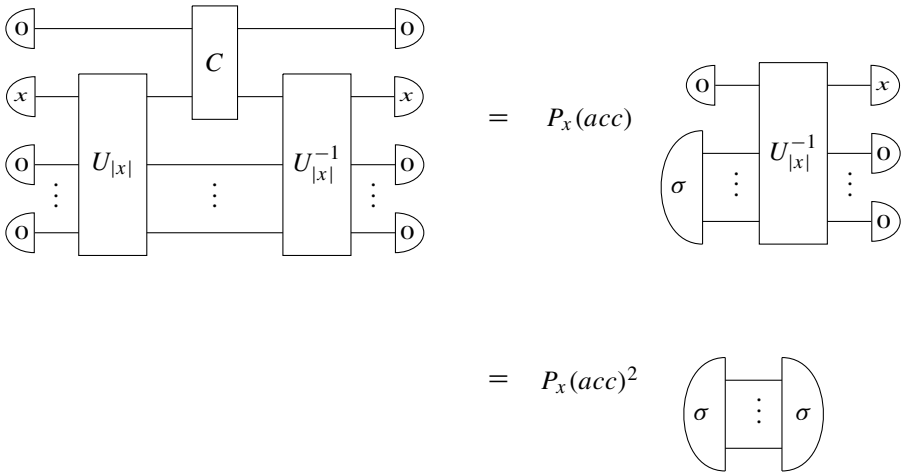 0 C 0
x x
0 U_{|x|} U_{|x|}^{-1} 0
⋮ ⋮ ⋮
0 0
= P_x(acc) 0 U_{|x|}^{-1} x
σ ⋮ 0
⋮
0
= P_x(acc)^2 σ ⋮ σ